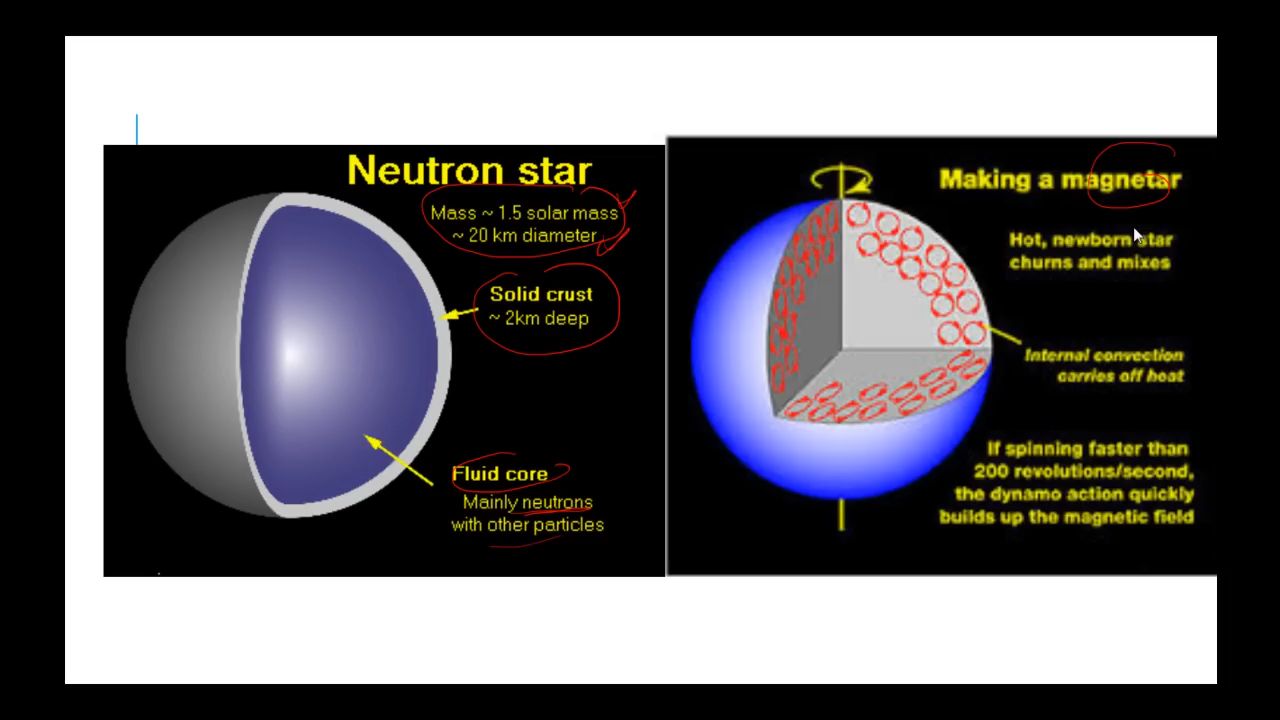 Neutron star
Mass ~ 1.5 solar mass
~ 20 km diameter
Solid crust
~ 2km deep
Fluid core
Mainly neutrons
with other particles
Making a magnetar
Hot, newborn star
churns and mixes
Internal convection
carries off heat
If spinning faster than
200 revolutions/second,
the dynamo action quickly
builds up the magnetic field